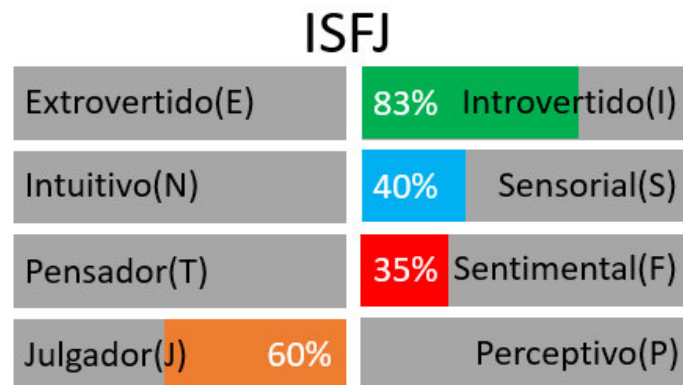 ISFJ
Extrovertido(E) 83% Introvertido(I)
Intuitivo(N) 40% Sensorial(S)
Pensador(T) 35% Sentimental(F)
Julgador(J) 60% Perceptivo(P)